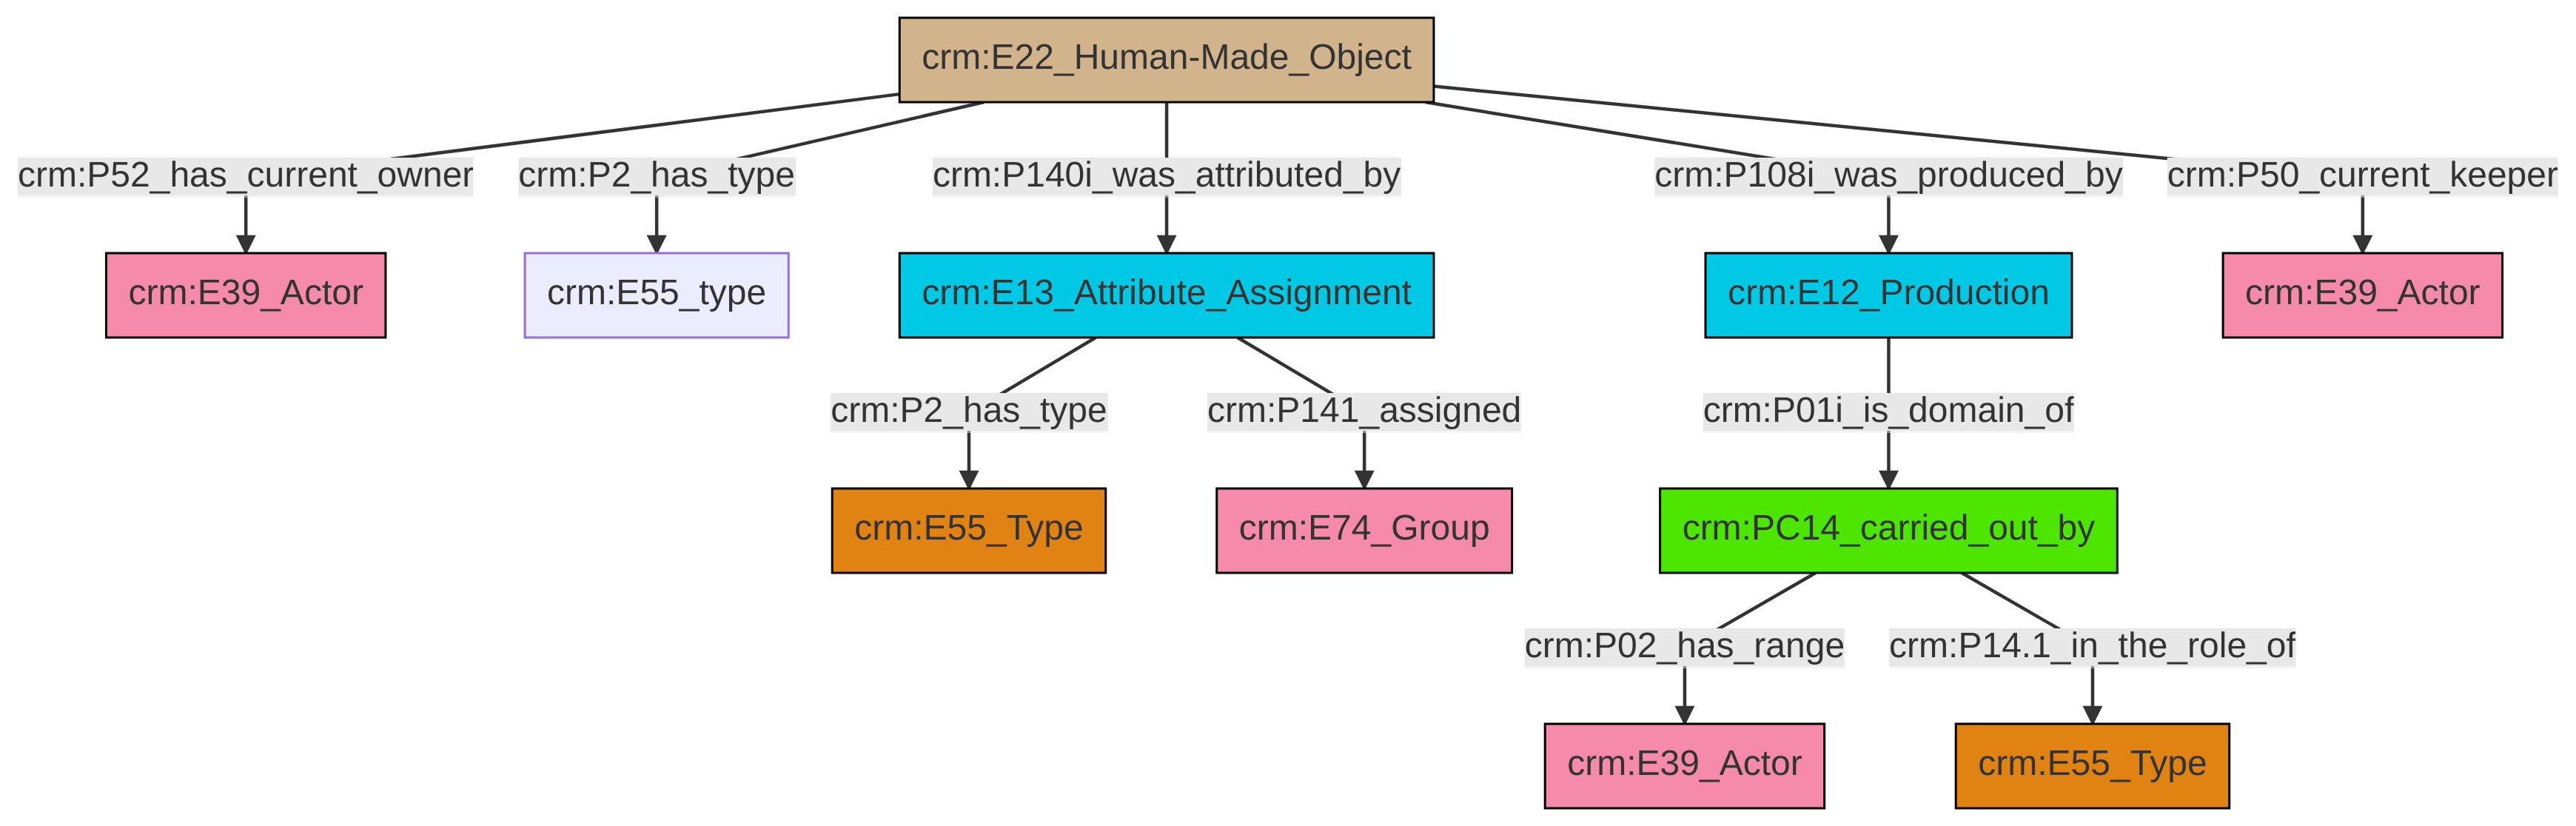 crm:E22_Human-Made_Object
crm:P52_has_current_owner
crm:P2_has_type
crm:P140i_was_attributed_by
crm:P108i_was_produced_by
crm:P50_current_keeper
crm:E39_Actor
crm:E55_type
crm:E13_Attribute_Assignment
crm:E12_Production
crm:E39_Actor
crm:P2_has_type
crm:P141_assigned
crm:P01i_is_domain_of
crm:E55_Type
crm:E74_Group
crm:PC14_carried_out_by
crm:P02_has_range
crm:P14.1_in_the_role_of
crm:E39_Actor
crm:E55_Type